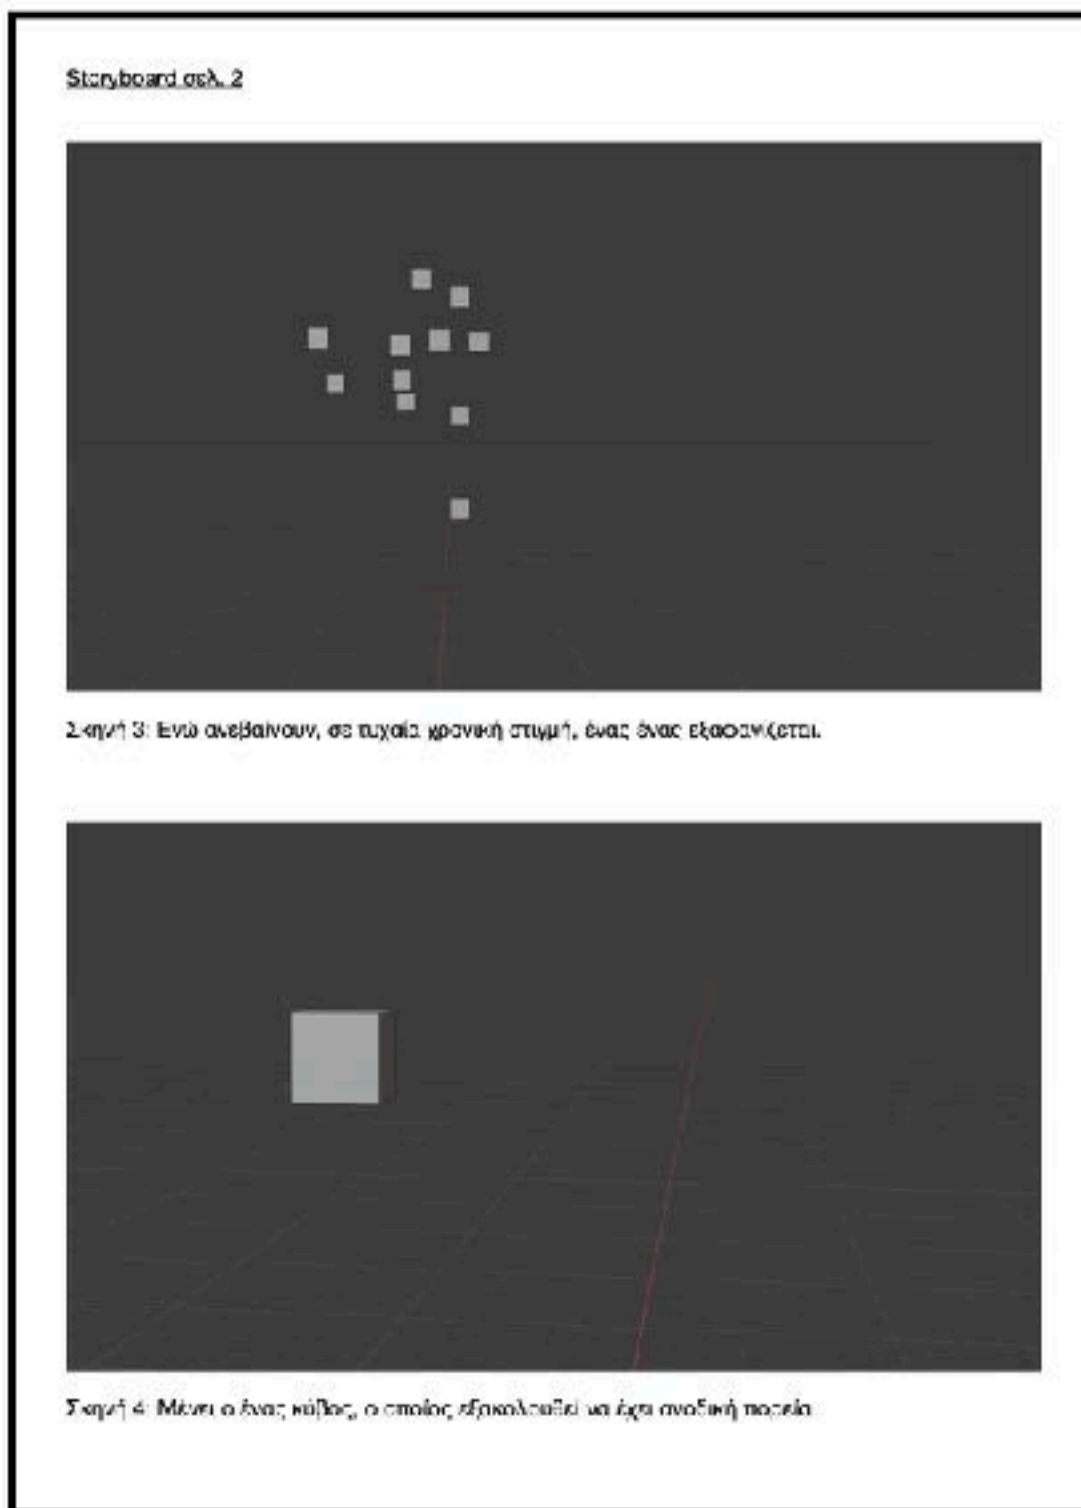 Storyboard σελ. 2
Σκηνή 3: Ενώ ανεβαίνουν, σε τυχαία χρονική στιγμή, ένας ένας εξαφανίζεται.
Σκηνή 4: Μένει ο ένας κύβος, ο οποίος εξακολουθεί να έχει ανοδική πορεία